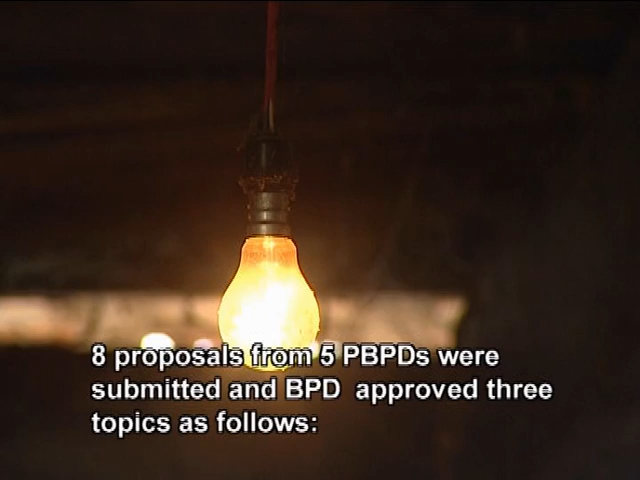 8 proposals from 5 PBPDs were
submitted and BPD  approved three
topics as follows: